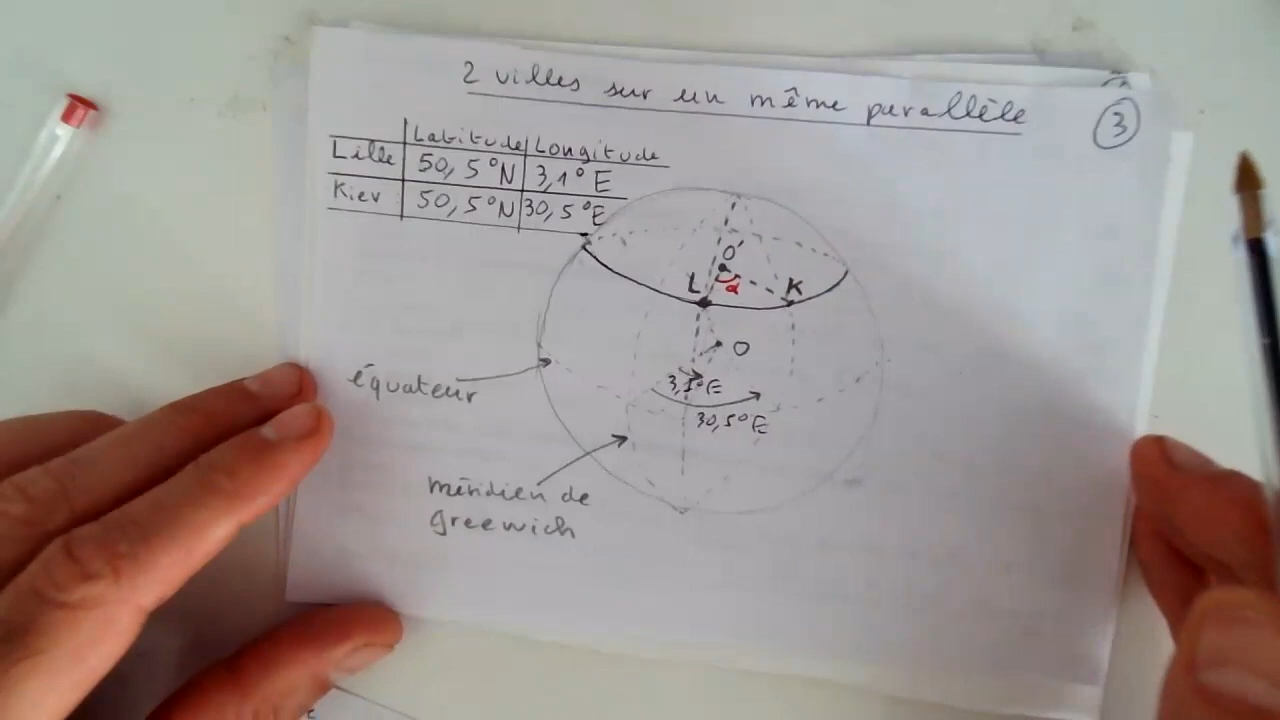 2 villes sur un même parallèle
3
Latitude Longitude
Lille 50,5°N 3,1°E
Kiev 50,5°N 30,5°E
O'
L α K
O
3,1°E
30,5°E
équateur
méridien de
greewich